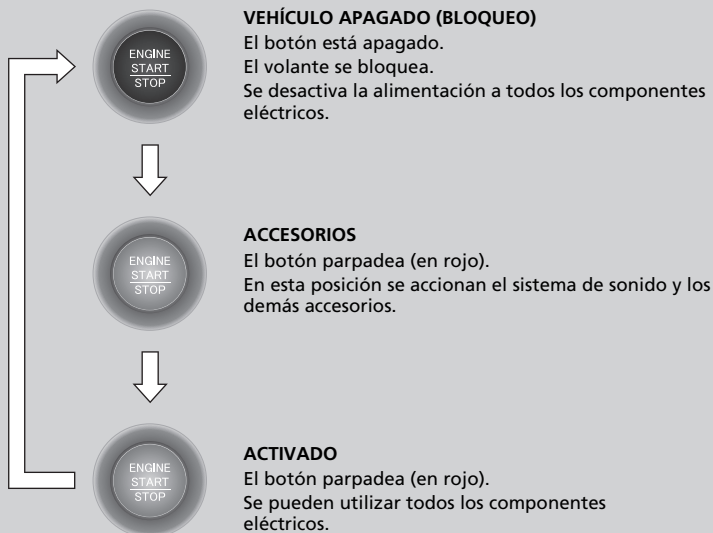 ENGINE
START
STOP
VEHÍCULO APAGADO (BLOQUEO)
El botón está apagado.
El volante se bloquea.
Se desactiva la alimentación a todos los componentes
eléctricos.
ENGINE
START
STOP
ACCESORIOS
El botón parpadea (en rojo).
En esta posición se accionan el sistema de sonido y los
demás accesorios.
ENGINE
START
STOP
ACTIVADO
El botón parpadea (en rojo).
Se pueden utilizar todos los componentes
eléctricos.